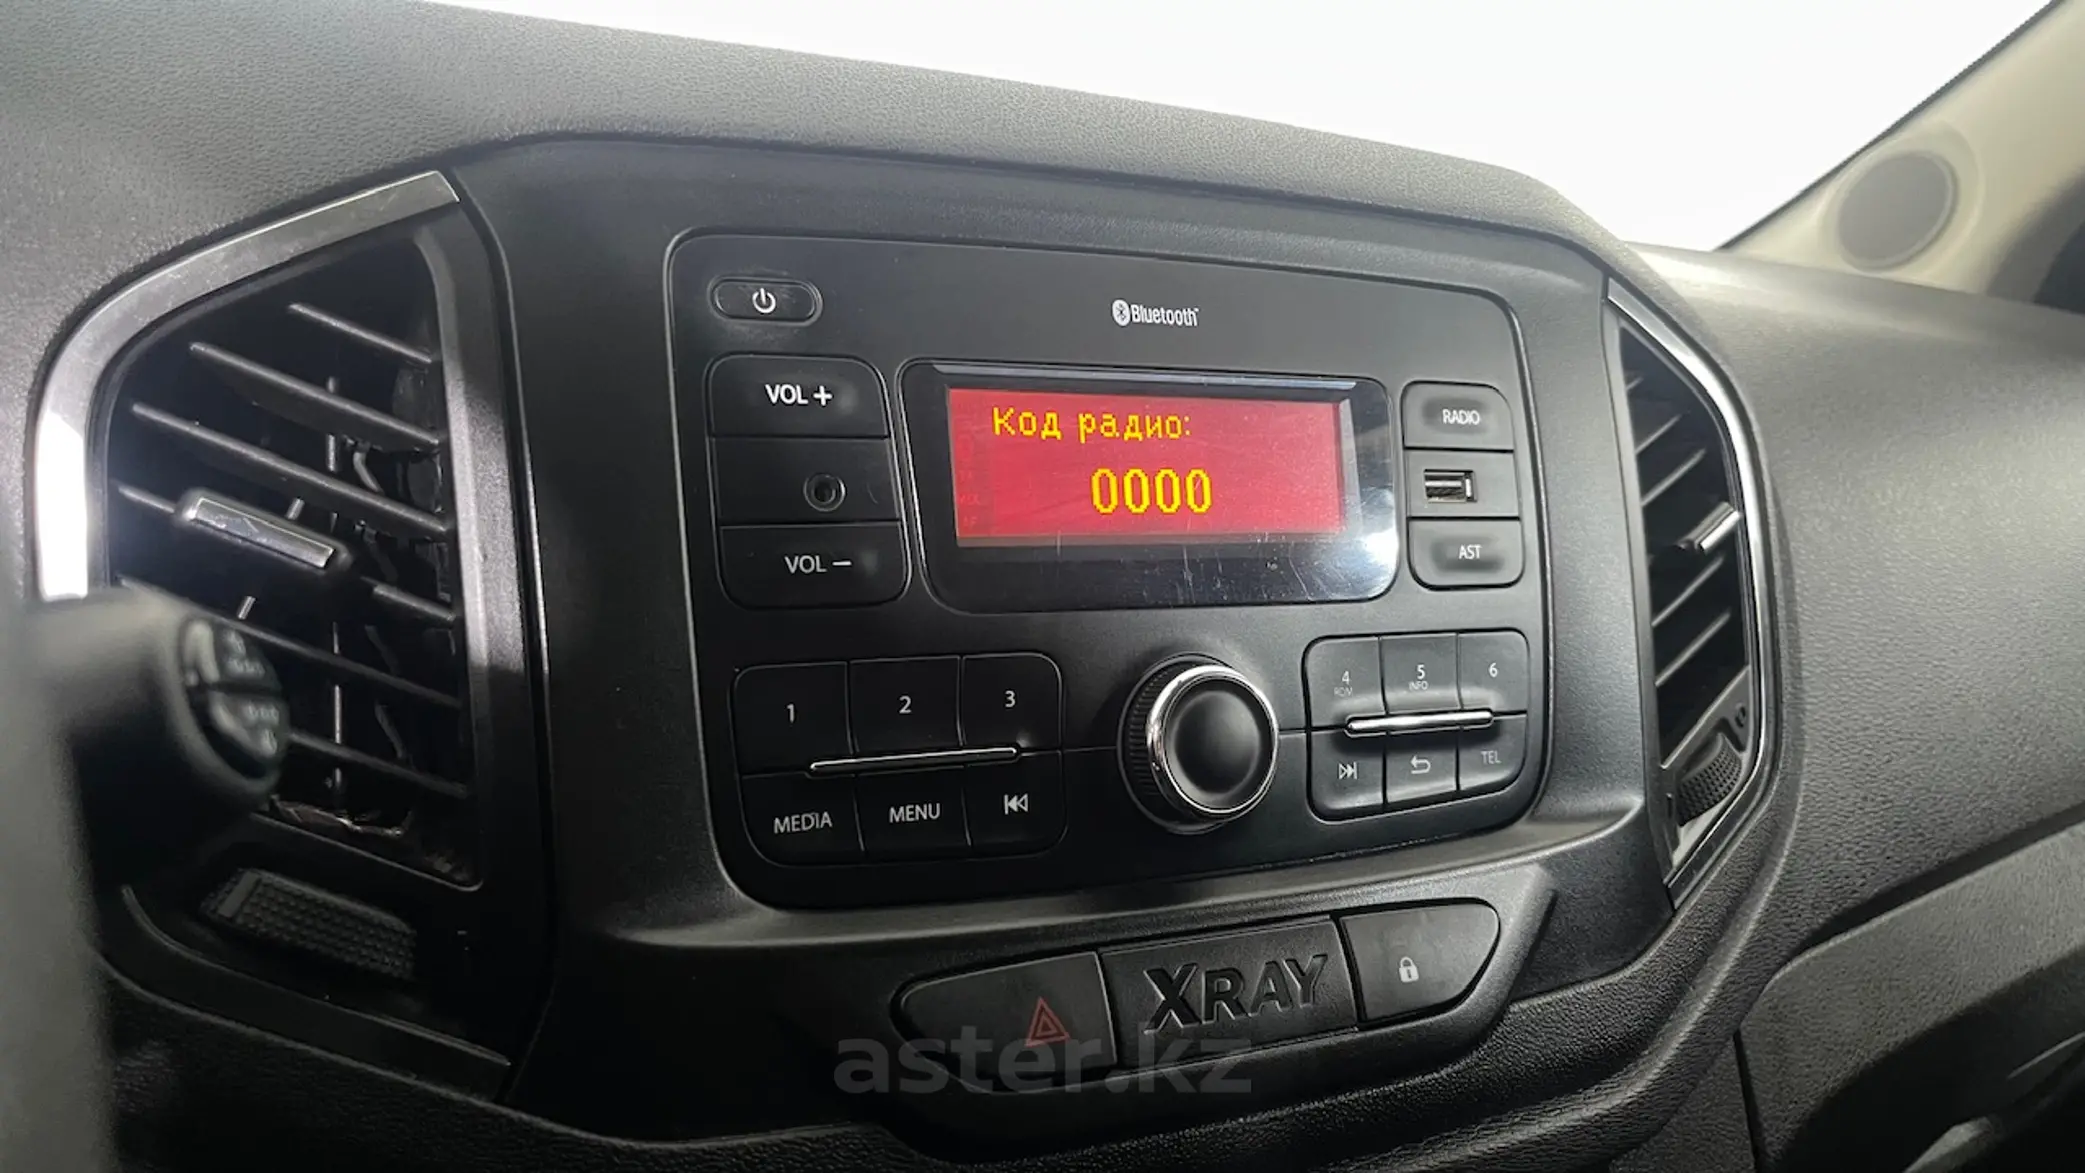 Bluetooth
VOL +
VOL –
Код радио:
0000
RADIO
AST
1
2
3
MEDIA
MENU
4
RDM
5
INFO
6
TEL
XRAY
aster.kz